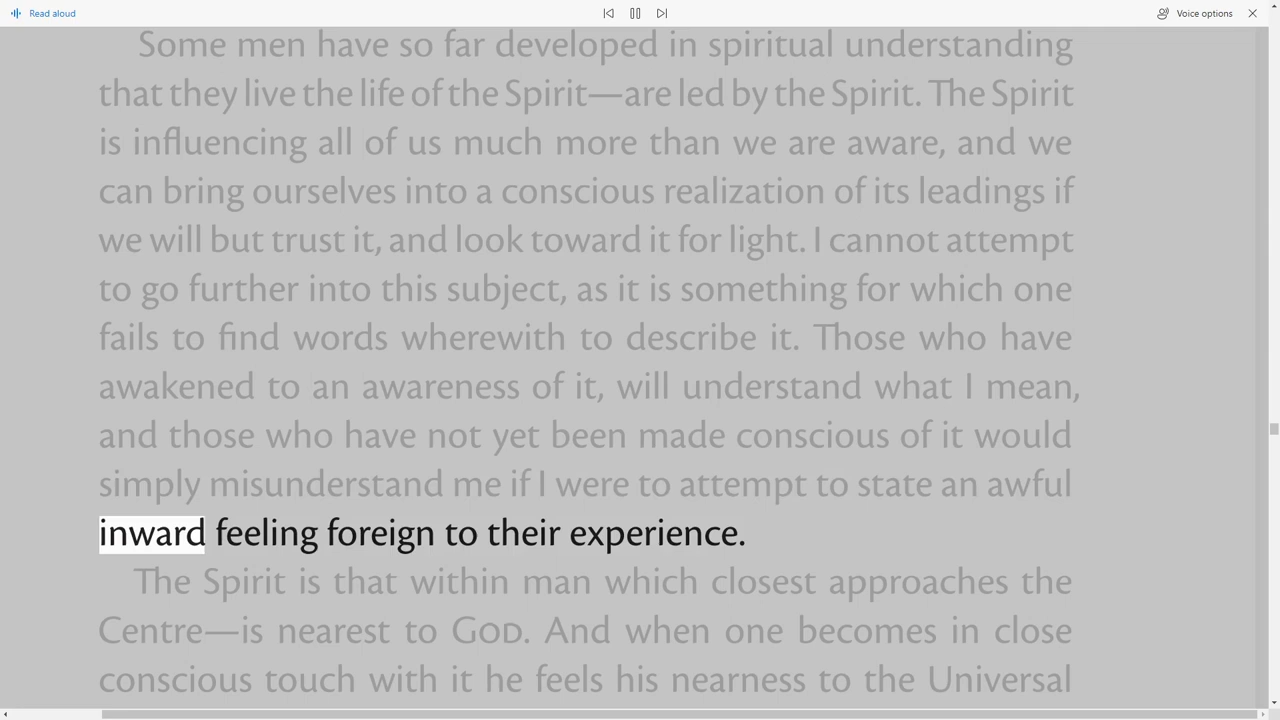 Read aloud
Voice options
Some men have so far developed in spiritual understanding
that they live the life of the Spirit—are led by the Spirit. The Spirit
is influencing all of us much more than we are aware, and we
can bring ourselves into a conscious realization of its leadings if
we will but trust it, and look toward it for light. I cannot attempt
to go further into this subject, as it is something for which one
fails to find words wherewith to describe it. Those who have
awakened to an awareness of it, will understand what I mean,
and those who have not yet been made conscious of it would
simply misunderstand me if I were to attempt to state an awful
inward feeling foreign to their experience.
The Spirit is that within man which closest approaches the
Centre—is nearest to GOD. And when one becomes in close
conscious touch with it he feels his nearness to the Universal